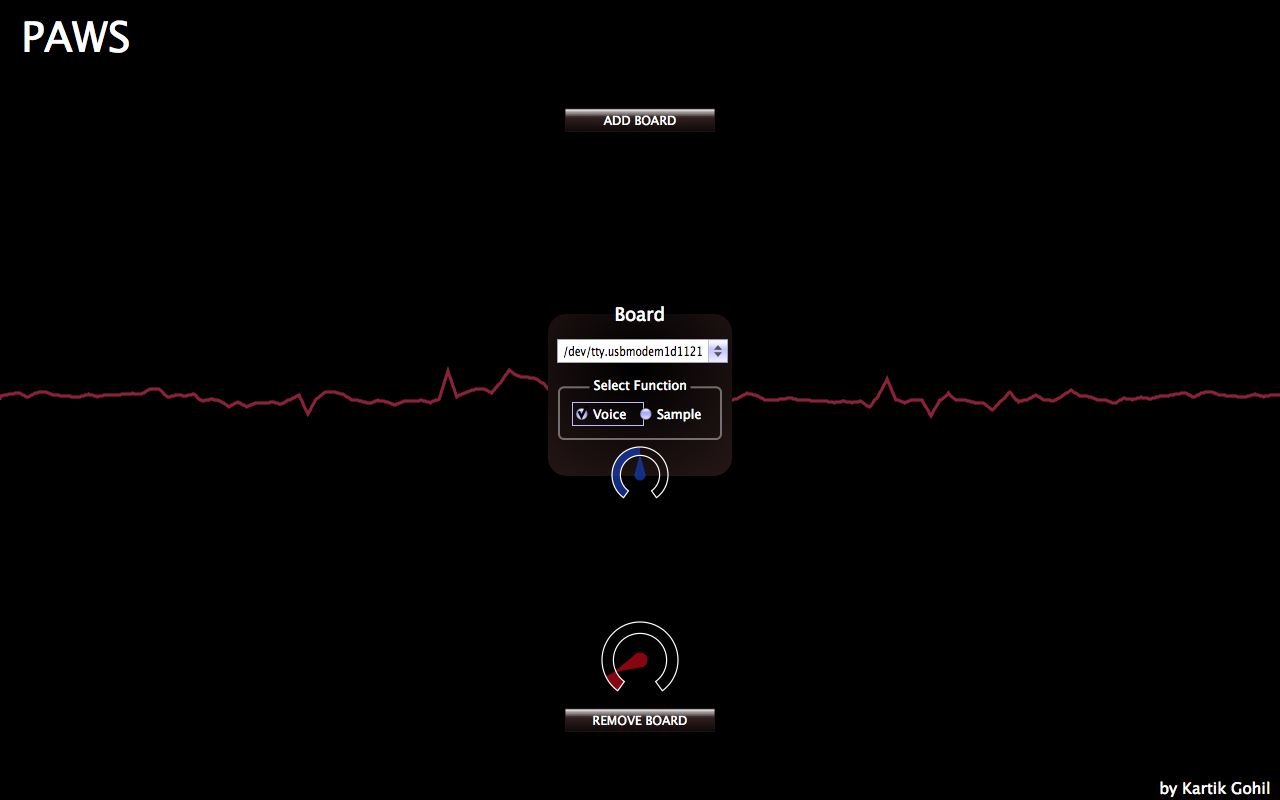 PAWS
ADD BOARD
Board
/dev/tty.usbmodem1d1121
Select Function
Voice Sample
REMOVE BOARD
by Kartik Gohil